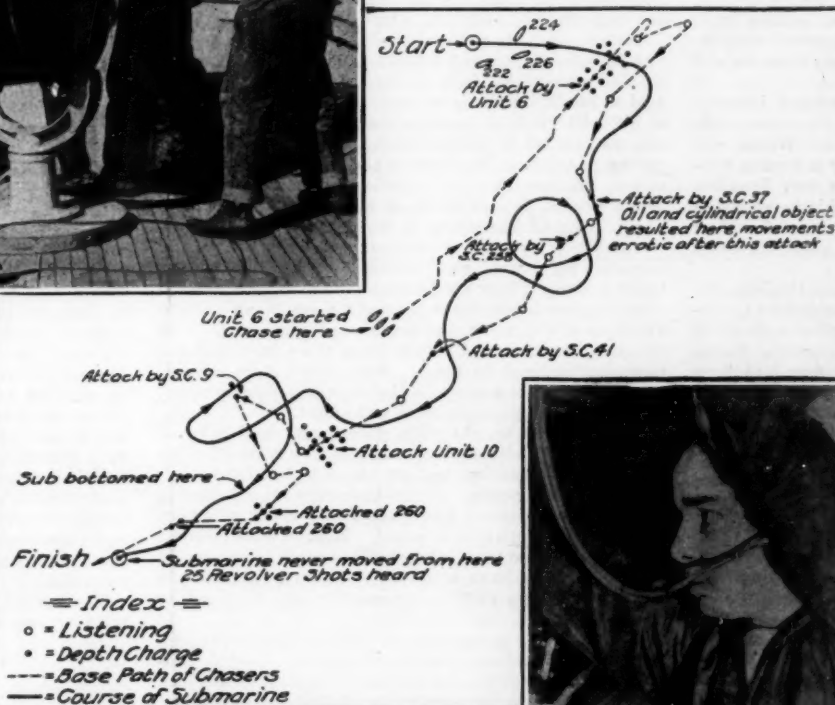 Start
224
226
222
Attack by
Unit 6
Attack by S.C.37
Oil and cylindrical object
resulted here, movements
erratic after this attack
Attack by
S.C. 258
Unit 6 started
Chase here
Attack by S.C.41
Attack by S.C.9
Attack Unit 10
Sub bottomed here
Attacked 260
Attacked 260
Finish
Submarine never moved from here
25 Revolver Shots heard
Index
= Listening
= Depth Charge
= Base Path of Chasers
= Course of Submarine